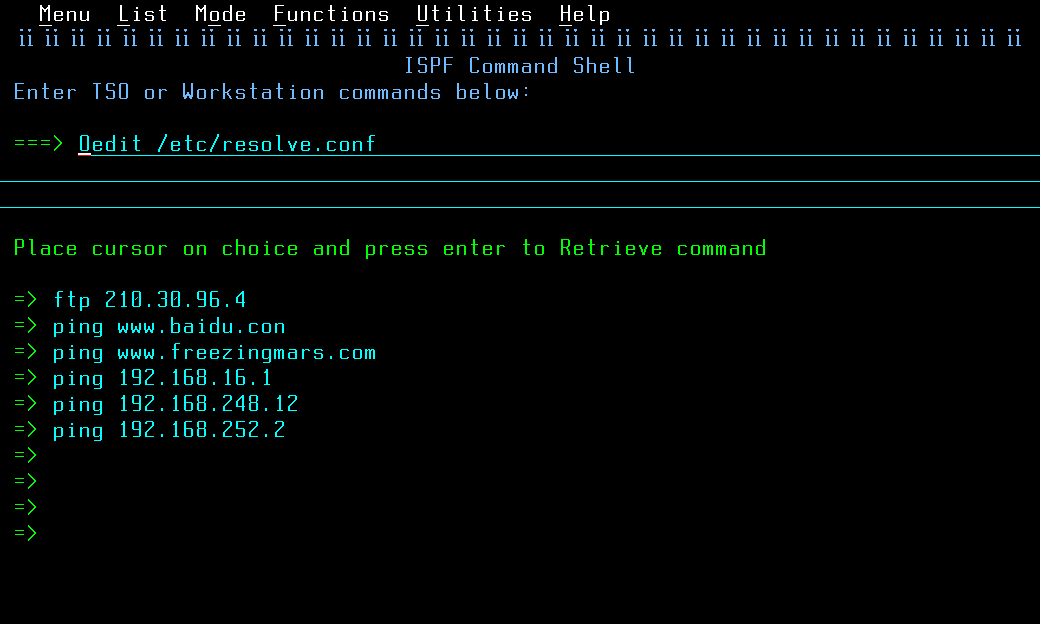 Menu List Mode Functions Utilities Help
ïï ïï ïï ïï ïï ïï ïï ïï ïï ïï ïï ïï ïï ïï ïï ïï ïï ïï ïï ïï ïï ïï ïï ïï ïï ïï ïï ïï ïï ïï ïï ïï ïï ïï ïï ïï ïï ïï ïï
ISPF Command Shell
Enter TSO or Workstation commands below:
===> Oedit /etc/resolve.conf
Place cursor on choice and press enter to Retrieve command
=> ftp 210.30.96.4
=> ping www.baidu.con
=> ping www.freezingmars.com
=> ping 192.168.16.1
=> ping 192.168.248.12
=> ping 192.168.252.2
=>
=>
=>
=>